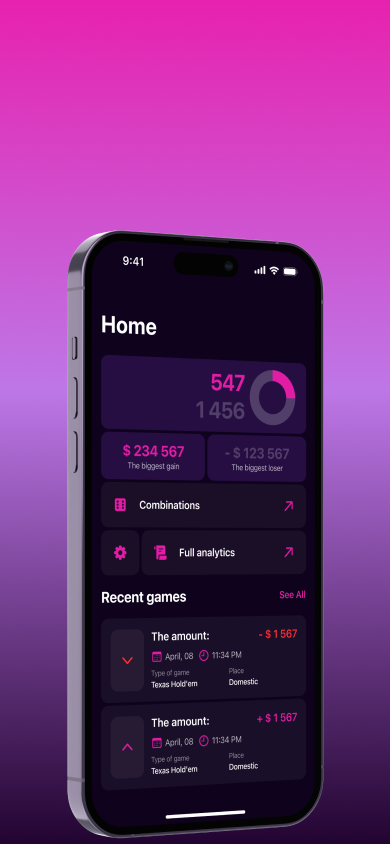 9:41
Home
547
1 456
$ 234 567
The biggest gain
- $ 123 567
The biggest loser
Combinations
Full analytics
Recent games
See All
The amount:
- $ 1 567
April, 08
11:34 PM
Type of game
Place
Texas Hold'em
Domestic
The amount:
+ $ 1 567
April, 08
11:34 PM
Type of game
Place
Texas Hold'em
Domestic